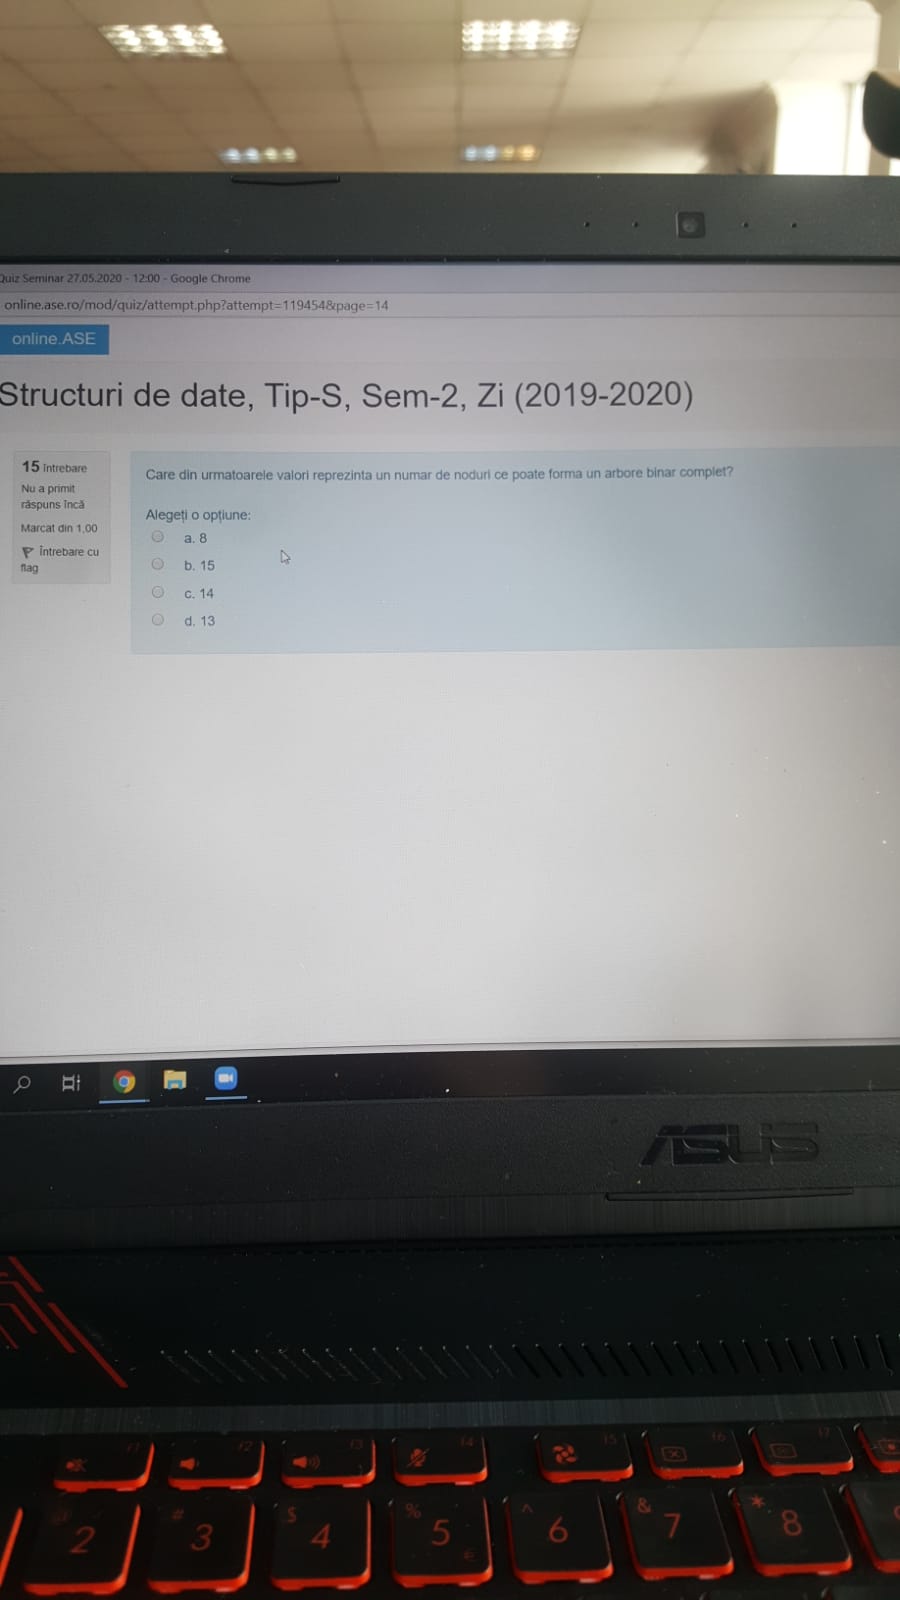 Quiz Seminar 27.05.2020 - 12:00 - Google Chrome
online.ase.ro/mod/quiz/attempt.php?attempt=119454&page=14
online.ASE
Structuri de date, Tip-S, Sem-2, Zi (2019-2020)
15 Întrebare
Nu a primit
răspuns încă
Marcat din 1,00
Întrebare cu
flag
Care din urmatoarele valori reprezinta un numar de noduri ce poate forma un arbore binar complet?
Alegeți o opțiune:
a. 8
b. 15
c. 14
d. 13
ASUS
f1 f2 f3 f4 f5 f6 f7
@ # $ % ^ & *
2 3 4 5 € 6 7 8